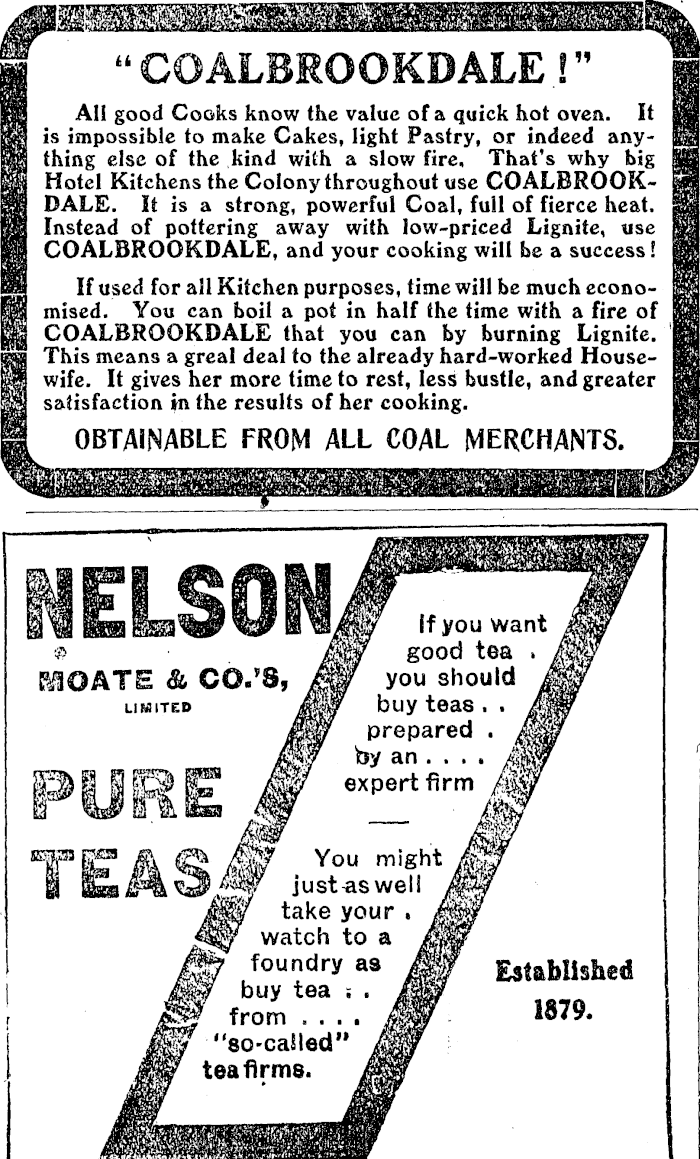 "COALBROOKDALE!"
All good Cooks know the value of a quick hot oven. It
is impossible to make Cakes, light Pastry, or indeed any-
thing else of the kind with a slow fire. That's why big
Hotel Kitchens the Colony throughout use COALBROOK-
DALE. It is a strong, powerful Coal, full of fierce heat.
Instead of pottering away with low-priced Lignite, use
COALBROOKDALE, and your cooking will be a success!
If used for all Kitchen purposes, time will be much econo-
mised. You can boil a pot in half the time with a fire of
COALBROOKDALE that you can by burning Lignite.
This means a greal deal to the already hard-worked House-
wife. It gives her more time to rest, less bustle, and greater
satisfaction in the results of her cooking.
OBTAINABLE FROM ALL COAL MERCHANTS.
NELSON
MOATE & CO.'S,
LIMITED
PURE
TEAS
If you want
good tea .
you should
buy teas . .
prepared .
by an . . . .
expert firm
You might
just as well
take your .
watch to a
foundry as
buy tea . .
from . . . .
"so-called"
tea firms.
Established
1879.